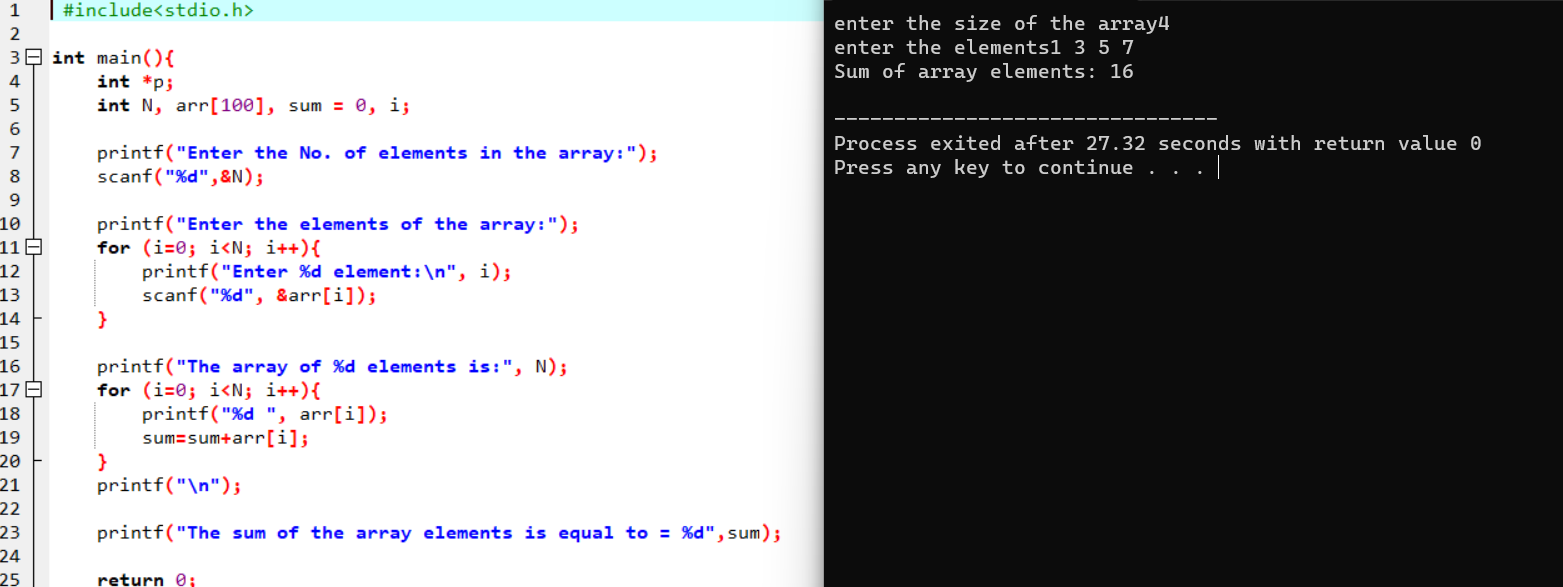 1 #include<stdio.h>
2
3 int main(){
4 int *p;
5 int N, arr[100], sum = 0, i;
6
7 printf("Enter the No. of elements in the array:");
8 scanf("%d",&N);
9
10 printf("Enter the elements of the array:");
11 for (i=0; i<N; i++){
12 printf("Enter %d element:\n", i);
13 scanf("%d", &arr[i]);
14 }
15
16 printf("The array of %d elements is:", N);
17 for (i=0; i<N; i++){
18 printf("%d ", arr[i]);
19 sum=sum+arr[i];
20 }
21 printf("\n");
22
23 printf("The sum of the array elements is equal to = %d",sum);
24
25 return 0;
enter the size of the array4
enter the elements1 3 5 7
Sum of array elements: 16
--------------------------------
Process exited after 27.32 seconds with return value 0
Press any key to continue . . .